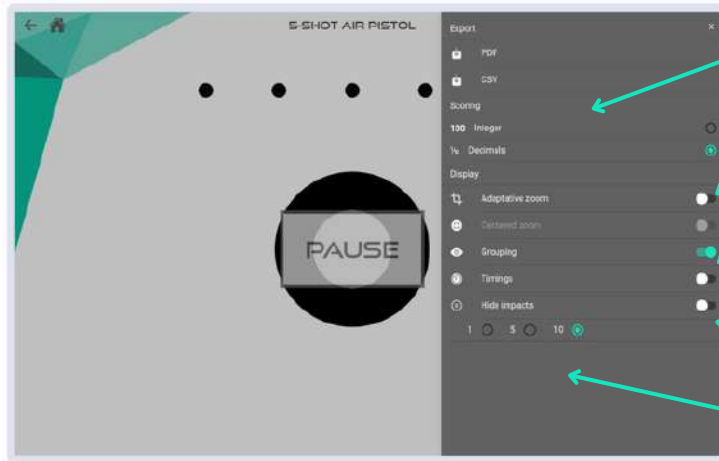 5-SHOT AIR PISTOL
PAUSE
Export ×
PDF
CSV
Scoring
100 Integer
⅒ Decimals
Display
Adaptative zoom
Centered zoom
Grouping
Timings
Hide impacts
1 5 10